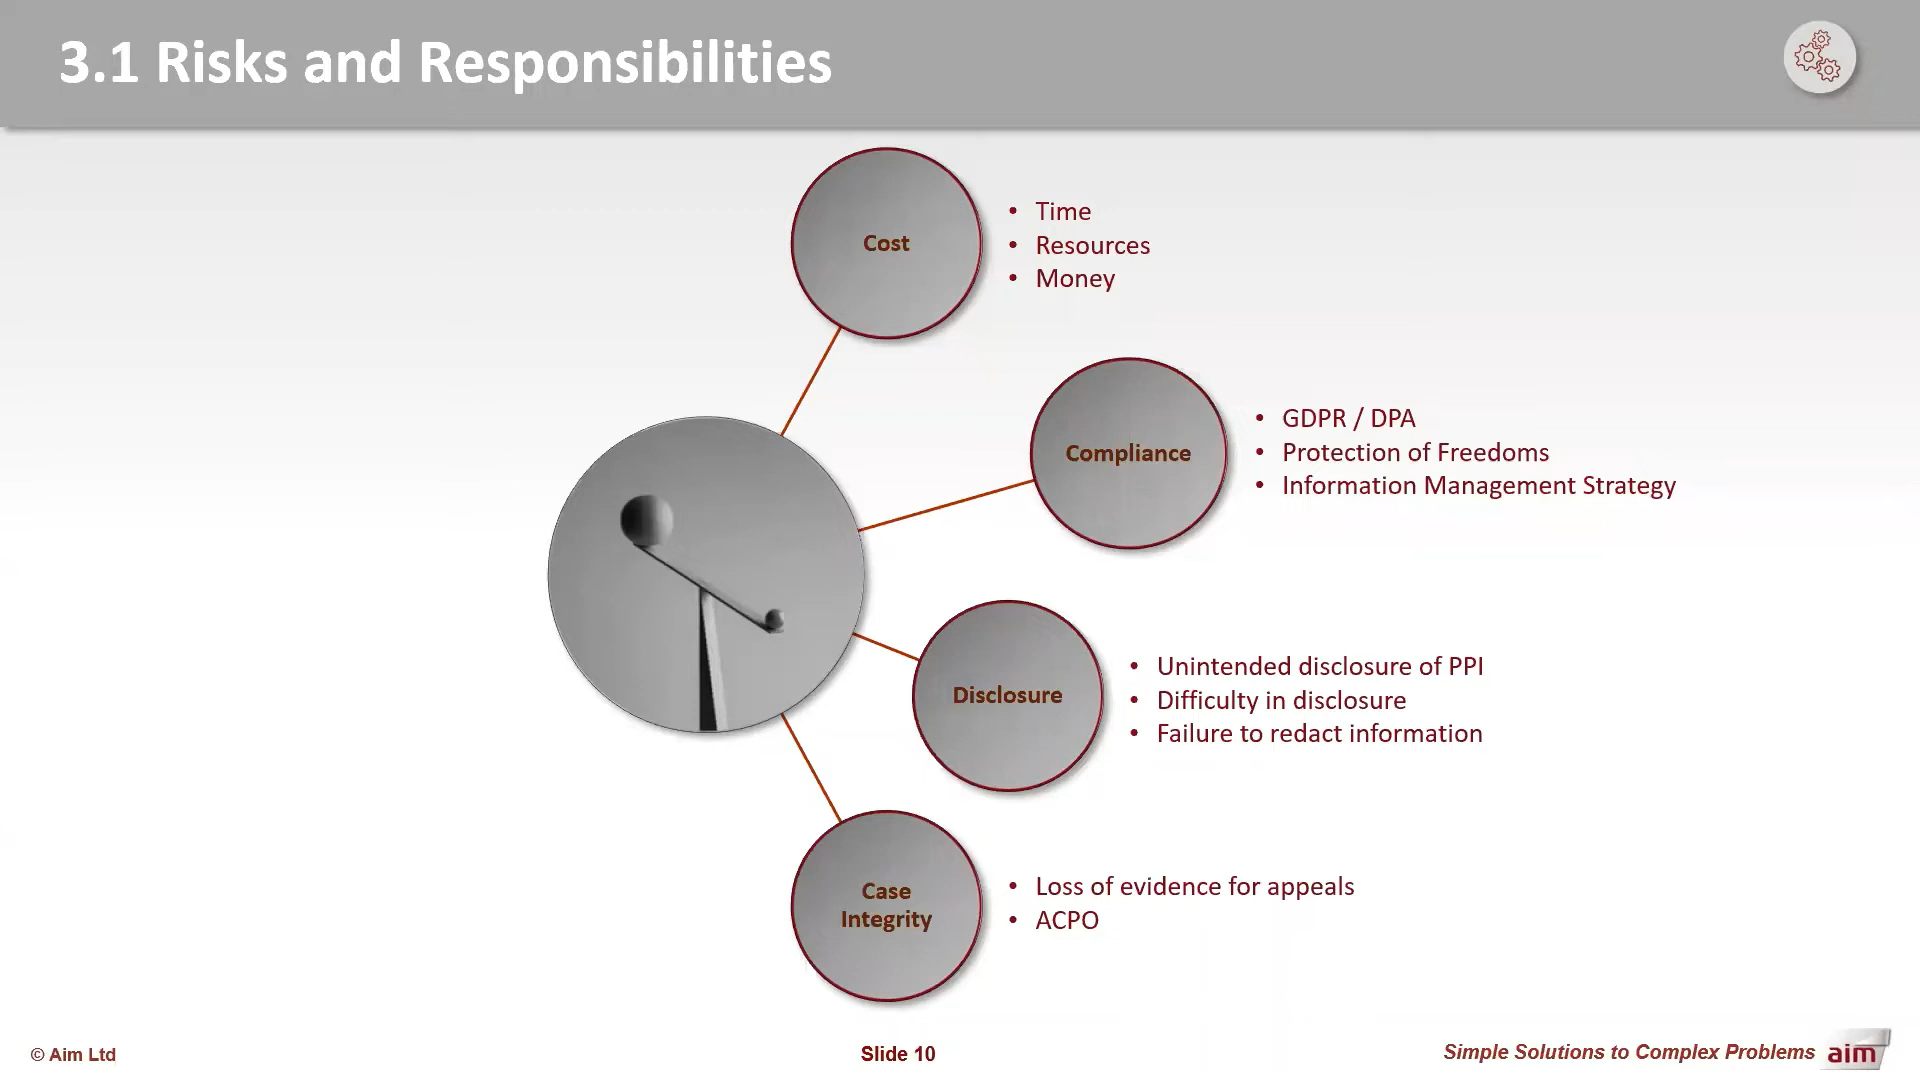 3.1 Risks and Responsibilities
Cost
• Time
• Resources
• Money
Compliance
• GDPR / DPA
• Protection of Freedoms
• Information Management Strategy
Disclosure
• Unintended disclosure of PPI
• Difficulty in disclosure
• Failure to redact information
Case
Integrity
• Loss of evidence for appeals
• ACPO
© Aim Ltd
Slide 10
Simple Solutions to Complex Problems
aim